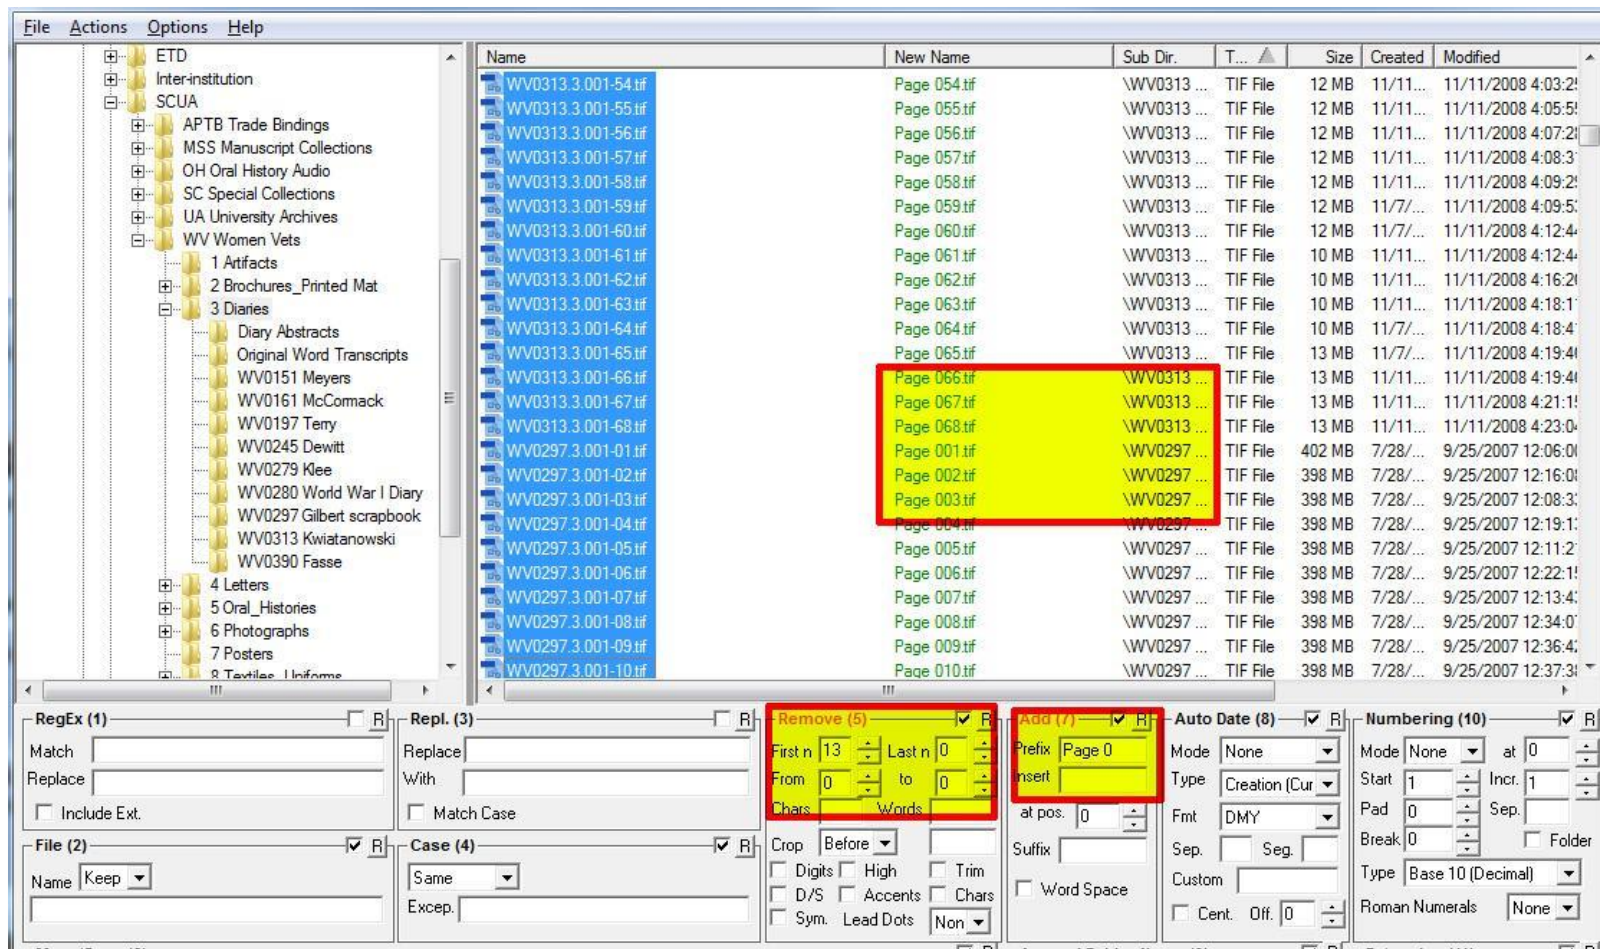 File Actions Options Help
ETD
Inter-institution
SCUA
APTB Trade Bindings
MSS Manuscript Collections
OH Oral History Audio
SC Special Collections
UA University Archives
WV Women Vets
1 Artifacts
2 Brochures_Printed Mat
3 Diaries
Diary Abstracts
Original Word Transcripts
WV0151 Meyers
WV0161 McCormack
WV0197 Terry
WV0245 Dewitt
WV0279 Klee
WV0280 World War I Diary
WV0297 Gilbert scrapbook
WV0313 Kwiatanowski
WV0390 Fasse
4 Letters
5 Oral_Histories
6 Photographs
7 Posters
8 Textiles_Uniforms
Name New Name Sub Dir. T... Size Created Modified
WV0313.3.001-54.tif Page 054.tif \WV0313 ... TIF File 12 MB 11/11... 11/11/2008 4:03:25
WV0313.3.001-55.tif Page 055.tif \WV0313 ... TIF File 12 MB 11/11... 11/11/2008 4:05:55
WV0313.3.001-56.tif Page 056.tif \WV0313 ... TIF File 12 MB 11/11... 11/11/2008 4:07:28
WV0313.3.001-57.tif Page 057.tif \WV0313 ... TIF File 12 MB 11/11... 11/11/2008 4:08:3
WV0313.3.001-58.tif Page 058.tif \WV0313 ... TIF File 12 MB 11/11... 11/11/2008 4:09:25
WV0313.3.001-59.tif Page 059.tif \WV0313 ... TIF File 12 MB 11/7/... 11/11/2008 4:09:5
WV0313.3.001-60.tif Page 060.tif \WV0313 ... TIF File 12 MB 11/7/... 11/11/2008 4:12:44
WV0313.3.001-61.tif Page 061.tif \WV0313 ... TIF File 10 MB 11/11... 11/11/2008 4:12:44
WV0313.3.001-62.tif Page 062.tif \WV0313 ... TIF File 10 MB 11/11... 11/11/2008 4:16:20
WV0313.3.001-63.tif Page 063.tif \WV0313 ... TIF File 10 MB 11/11... 11/11/2008 4:18:1
WV0313.3.001-64.tif Page 064.tif \WV0313 ... TIF File 10 MB 11/7/... 11/11/2008 4:18:4
WV0313.3.001-65.tif Page 065.tif \WV0313 ... TIF File 13 MB 11/7/... 11/11/2008 4:19:46
WV0313.3.001-66.tif Page 066.tif \WV0313 ... TIF File 13 MB 11/11... 11/11/2008 4:19:46
WV0313.3.001-67.tif Page 067.tif \WV0313 ... TIF File 13 MB 11/11... 11/11/2008 4:21:15
WV0313.3.001-68.tif Page 068.tif \WV0313 ... TIF File 13 MB 11/11... 11/11/2008 4:23:04
WV0297.3.001-01.tif Page 001.tif \WV0297 ... TIF File 402 MB 7/28/... 9/25/2007 12:06:00
WV0297.3.001-02.tif Page 002.tif \WV0297 ... TIF File 398 MB 7/28/... 9/25/2007 12:16:08
WV0297.3.001-03.tif Page 003.tif \WV0297 ... TIF File 398 MB 7/28/... 9/25/2007 12:08:3
WV0297.3.001-04.tif Page 004.tif \WV0297 ... TIF File 398 MB 7/28/... 9/25/2007 12:19:1
WV0297.3.001-05.tif Page 005.tif \WV0297 ... TIF File 398 MB 7/28/... 9/25/2007 12:11:2
WV0297.3.001-06.tif Page 006.tif \WV0297 ... TIF File 398 MB 7/28/... 9/25/2007 12:22:15
WV0297.3.001-07.tif Page 007.tif \WV0297 ... TIF File 398 MB 7/28/... 9/25/2007 12:13:4
WV0297.3.001-08.tif Page 008.tif \WV0297 ... TIF File 398 MB 7/28/... 9/25/2007 12:34:0
WV0297.3.001-09.tif Page 009.tif \WV0297 ... TIF File 398 MB 7/28/... 9/25/2007 12:36:42
WV0297.3.001-10.tif Page 010.tif \WV0297 ... TIF File 398 MB 7/28/... 9/25/2007 12:37:38
RegEx (1) R
Match
Replace
Include Ext.
File (2) R
Name Keep
Repl. (3) R
Replace
With
Match Case
Case (4) R
Same
Excep.
Remove (5) R
First n 13 Last n 0
From 0 to 0
Chars Words
Crop Before
Digits High Trim
D/S Accents Chars
Sym. Lead Dots Non
Add (7) R
Prefix Page 0
Insert
at pos. 0
Suffix
Word Space
Auto Date (8) R
Mode None
Type Creation (Cur
Fmt DMY
Sep. Seg.
Custom
Cent. Off. 0
Numbering (10) R
Mode None at 0
Start 1 Incr. 1
Pad 0 Sep.
Break 0 Folder
Type Base 10 (Decimal)
Roman Numerals None